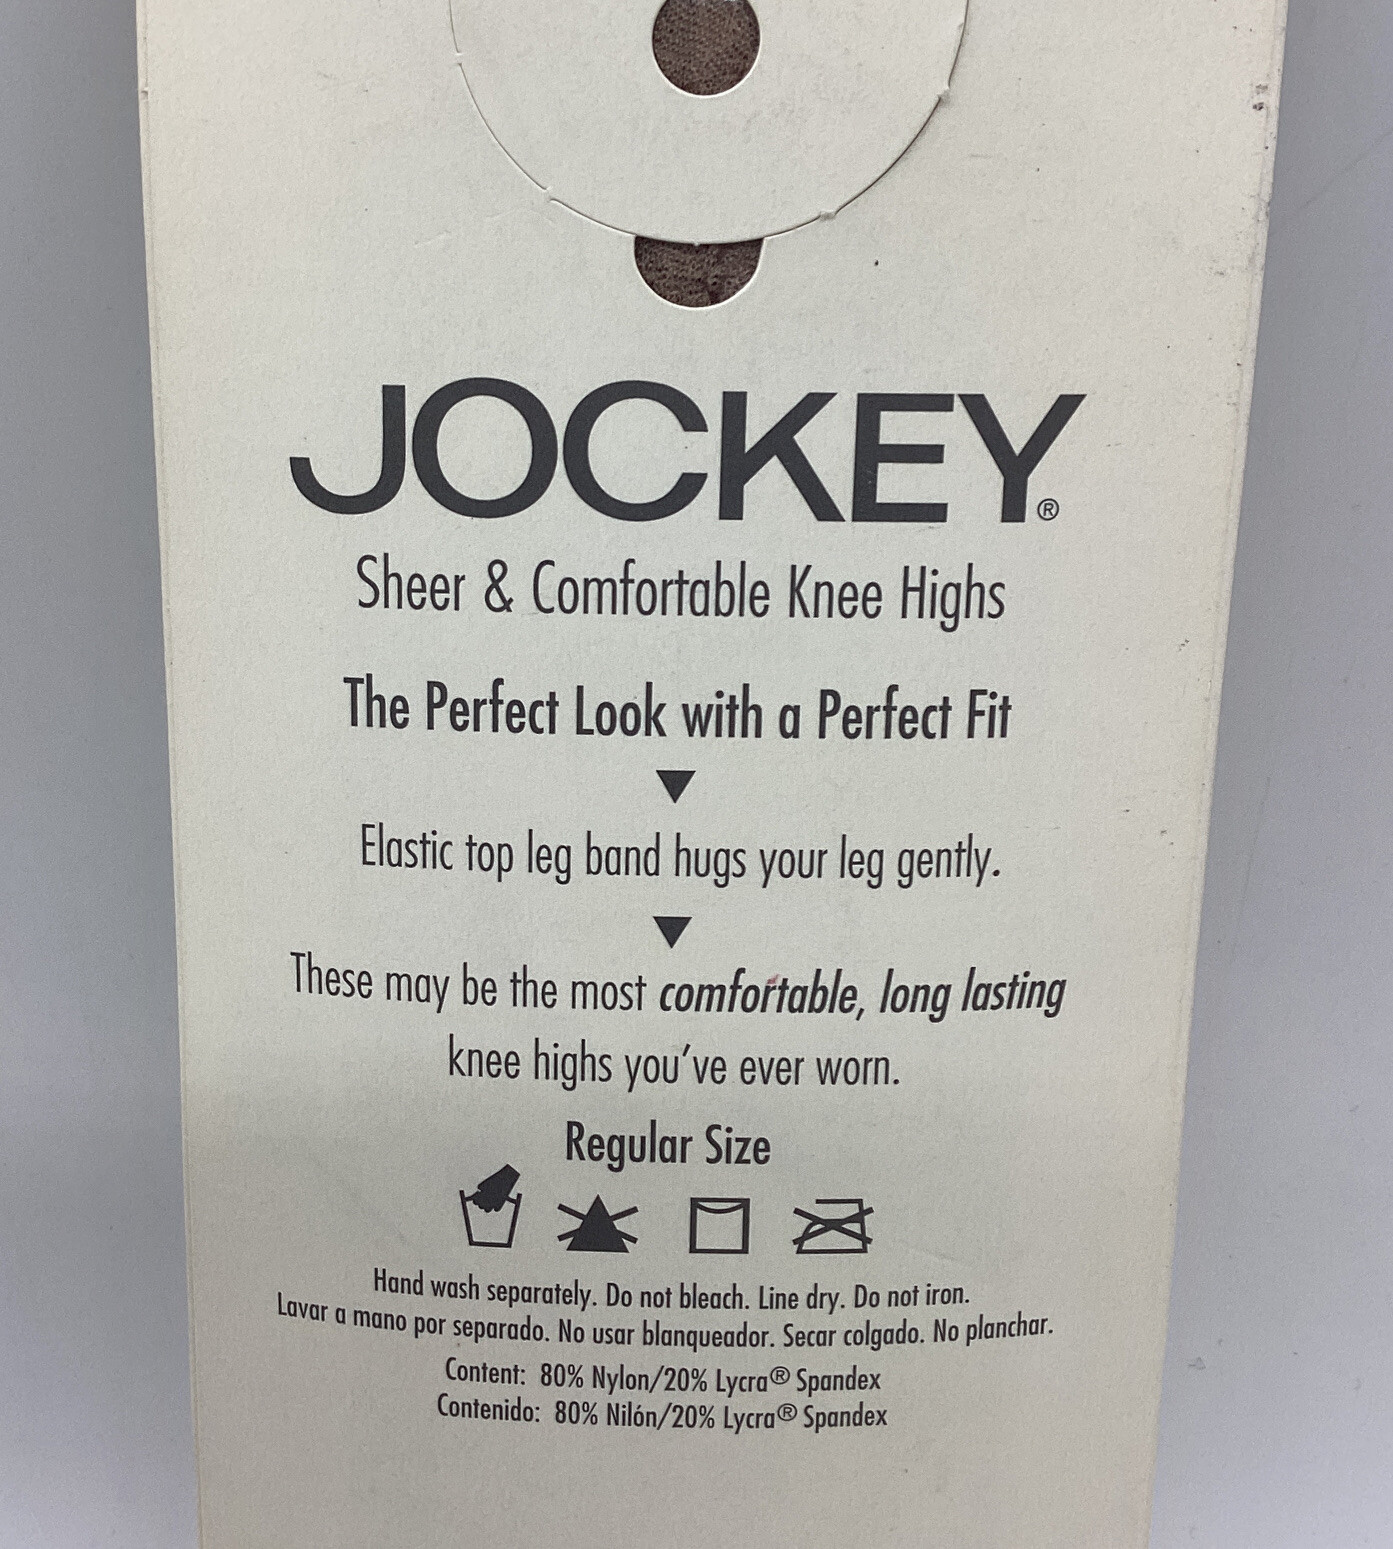 JOCKEY®
Sheer & Comfortable Knee Highs
The Perfect Look with a Perfect Fit
Elastic top leg band hugs your leg gently.
These may be the most comfortable, long lasting
knee highs you've ever worn.
Regular Size
Hand wash separately. Do not bleach. Line dry. Do not iron.
Lavar a mano por separado. No usar blanqueador. Secar colgado. No planchar.
Content: 80% Nylon/20% Lycra® Spandex
Contenido: 80% Nilón/20% Lycra® Spandex